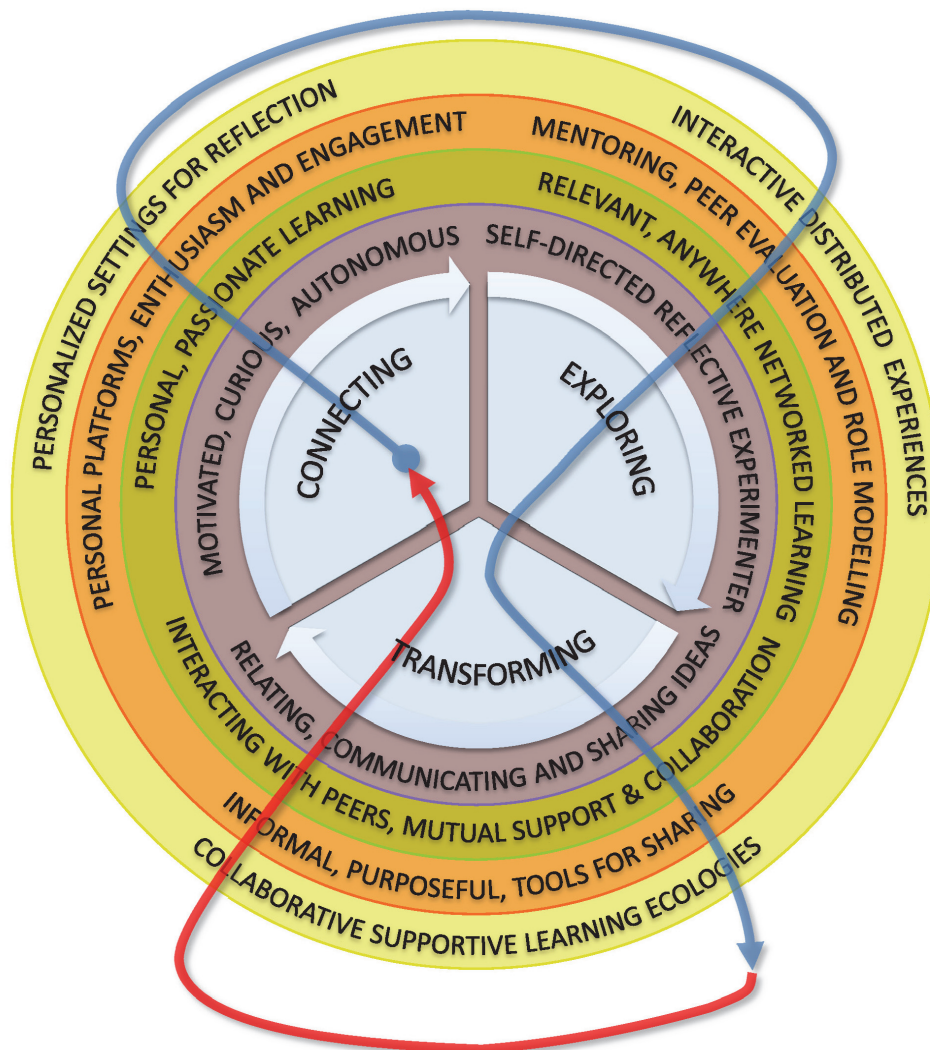 PERSONALIZED SETTINGS FOR REFLECTION
INTERACTIVE DISTRIBUTED EXPERIENCES
PERSONAL PLATFORMS, ENTHUSIASM AND ENGAGEMENT
MENTORING, PEER EVALUATION AND ROLE MODELLING
PERSONAL, PASSIONATE LEARNING
RELEVANT, ANYWHERE NETWORKED LEARNING
MOTIVATED, CURIOUS, AUTONOMOUS
SELF-DIRECTED REFLECTIVE EXPERIMENTER
CONNECTING
EXPLORING
TRANSFORMING
RELATING, COMMUNICATING AND SHARING IDEAS
INTERACTING WITH PEERS, MUTUAL SUPPORT & COLLABORATION
INFORMAL, PURPOSEFUL, TOOLS FOR SHARING
COLLABORATIVE SUPPORTIVE LEARNING ECOLOGIES